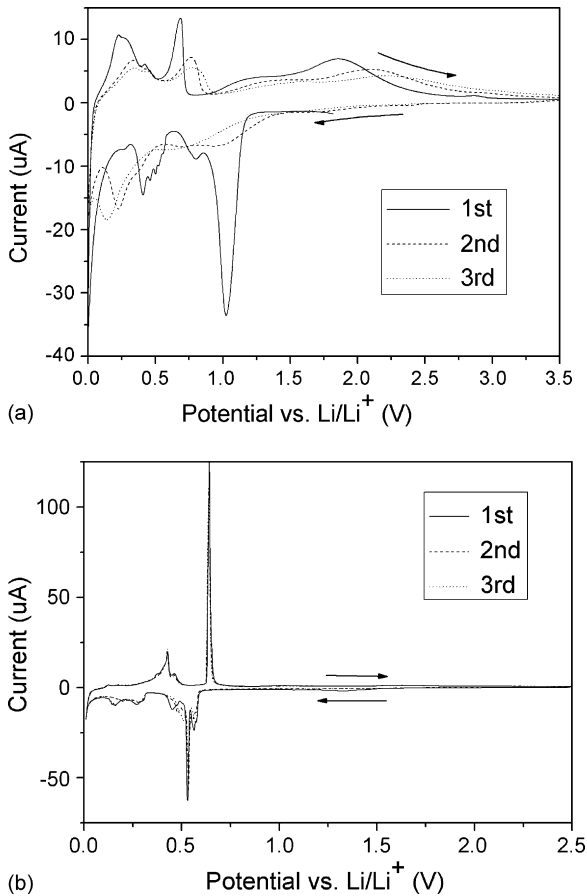 10
0
-10
-20
-30
-40
Current (uA)
1st
2nd
3rd
0.0 0.5 1.0 1.5 2.0 2.5 3.0 3.5
(a)
Potential vs. Li/Li⁺ (V)
100
50
0
-50
Current (uA)
1st
2nd
3rd
0.0 0.5 1.0 1.5 2.0 2.5
(b)
Potential vs. Li/Li⁺ (V)